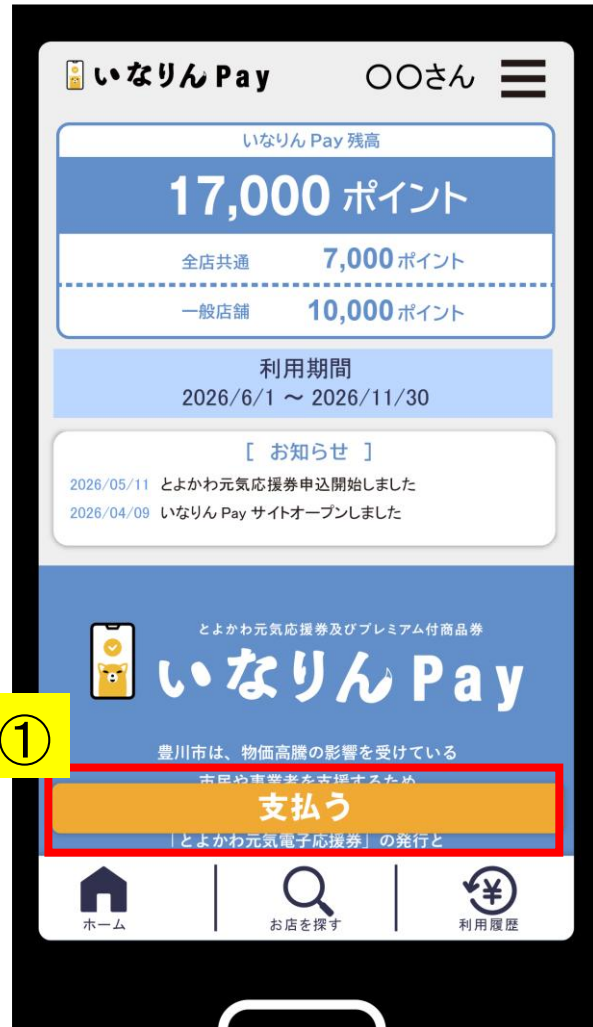 いなりん Pay
〇〇さん
いなりん Pay 残高
17,000 ポイント
全店共通 7,000 ポイント
一般店舗 10,000 ポイント
利用期間
2026/6/1 ～ 2026/11/30
［ お知らせ ］
2026/05/11 とよかわ元気応援券申込開始しました
2026/04/09 いなりん Pay サイトオープンしました
とよかわ元気応援券及びプレミアム付商品券
いなりん Pay
①
豊川市は、物価高騰の影響を受けている
市民や事業者を支援するため
支払う
「とよかわ元気電子応援券」の発行と
ホーム
お店を探す
利用履歴